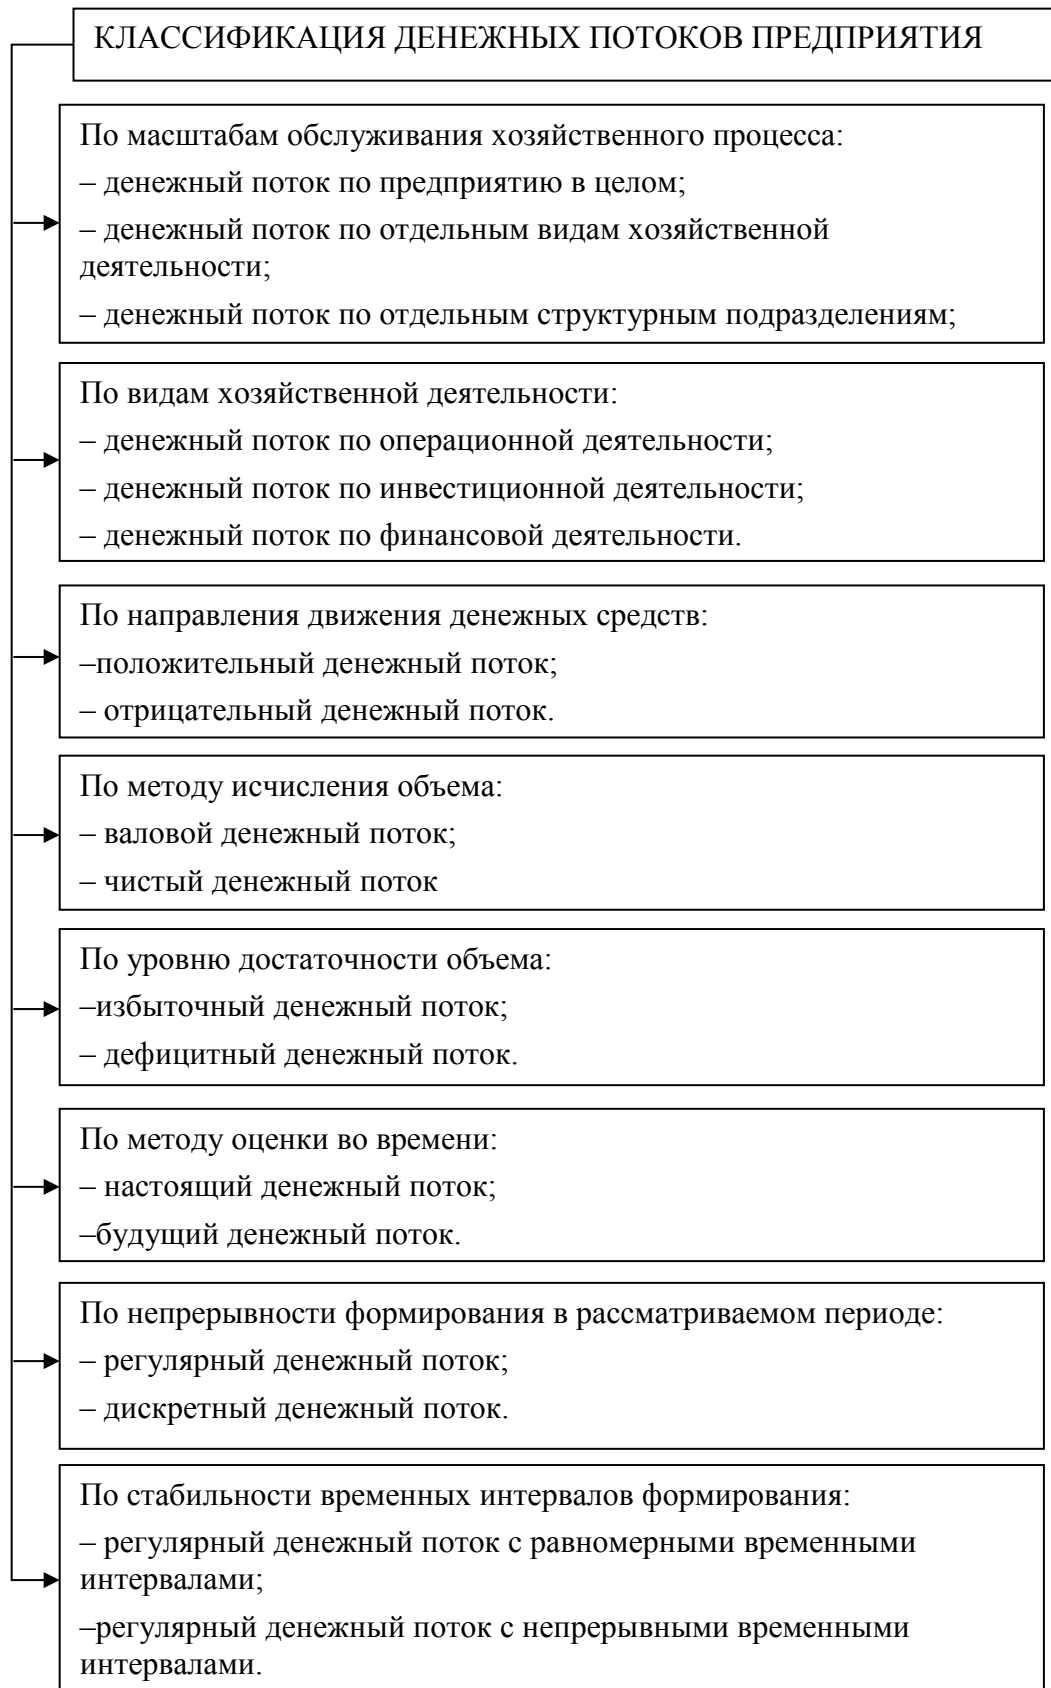 КЛАССИФИКАЦИЯ ДЕНЕЖНЫХ ПОТОКОВ ПРЕДПРИЯТИЯ
По масштабам обслуживания хозяйственного процесса:
– денежный поток по предприятию в целом;
– денежный поток по отдельным видам хозяйственной
деятельности;
– денежный поток по отдельным структурным подразделениям;
По видам хозяйственной деятельности:
– денежный поток по операционной деятельности;
– денежный поток по инвестиционной деятельности;
– денежный поток по финансовой деятельности.
По направления движения денежных средств:
–положительный денежный поток;
– отрицательный денежный поток.
По методу исчисления объема:
– валовой денежный поток;
– чистый денежный поток
По уровню достаточности объема:
–избыточный денежный поток;
– дефицитный денежный поток.
По методу оценки во времени:
– настоящий денежный поток;
–будущий денежный поток.
По непрерывности формирования в рассматриваемом периоде:
– регулярный денежный поток;
– дискретный денежный поток.
По стабильности временных интервалов формирования:
– регулярный денежный поток с равномерными временными
интервалами;
–регулярный денежный поток с непрерывными временными
интервалами.